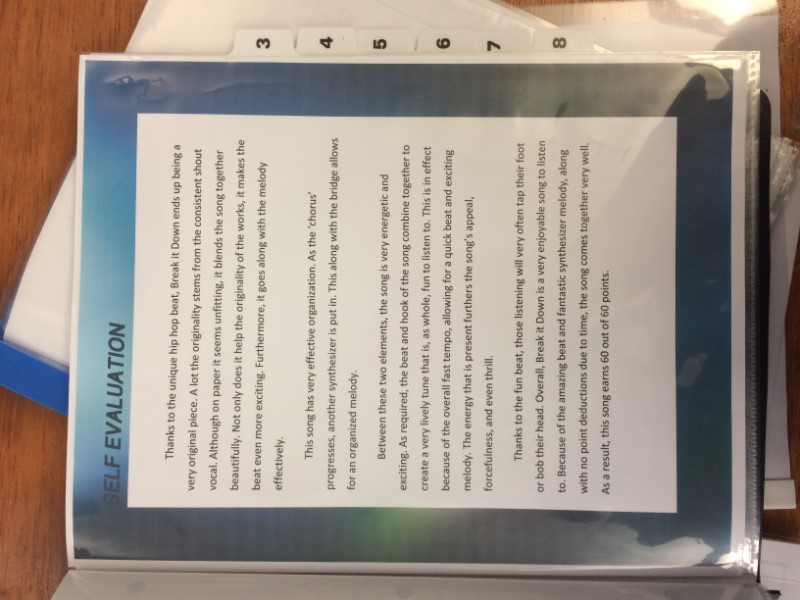 SELF EVALUATION
Thanks to the unique hip hop beat, Break it Down ends up being a
very original piece. A lot the originality stems from the consistent shout
vocal. Although on paper it seems unfitting, it blends the song together
beautifully. Not only does it help the originality of the works, it makes the
beat even more exciting. Furthermore, it goes along with the melody
effectively.
This song has very effective organization. As the 'chorus'
progresses, another synthesizer is put in. This along with the bridge allows
for an organized melody.
Between these two elements, the song is very energetic and
exciting. As required, the beat and hook of the song combine together to
create a very lively tune that is, as whole, fun to listen to. This is in effect
because of the overall fast tempo, allowing for a quick beat and exciting
melody. The energy that is present furthers the song's appeal,
forcefulness, and even thrill.
Thanks to the fun beat, those listening will very often tap their foot
or bob their head. Overall, Break it Down is a very enjoyable song to listen
to. Because of the amazing beat and fantastic synthesizer melody, along
with no point deductions due to time, the song comes together very well.
As a result, this song earns 60 out of 60 points.
3
4
5
6
7
8